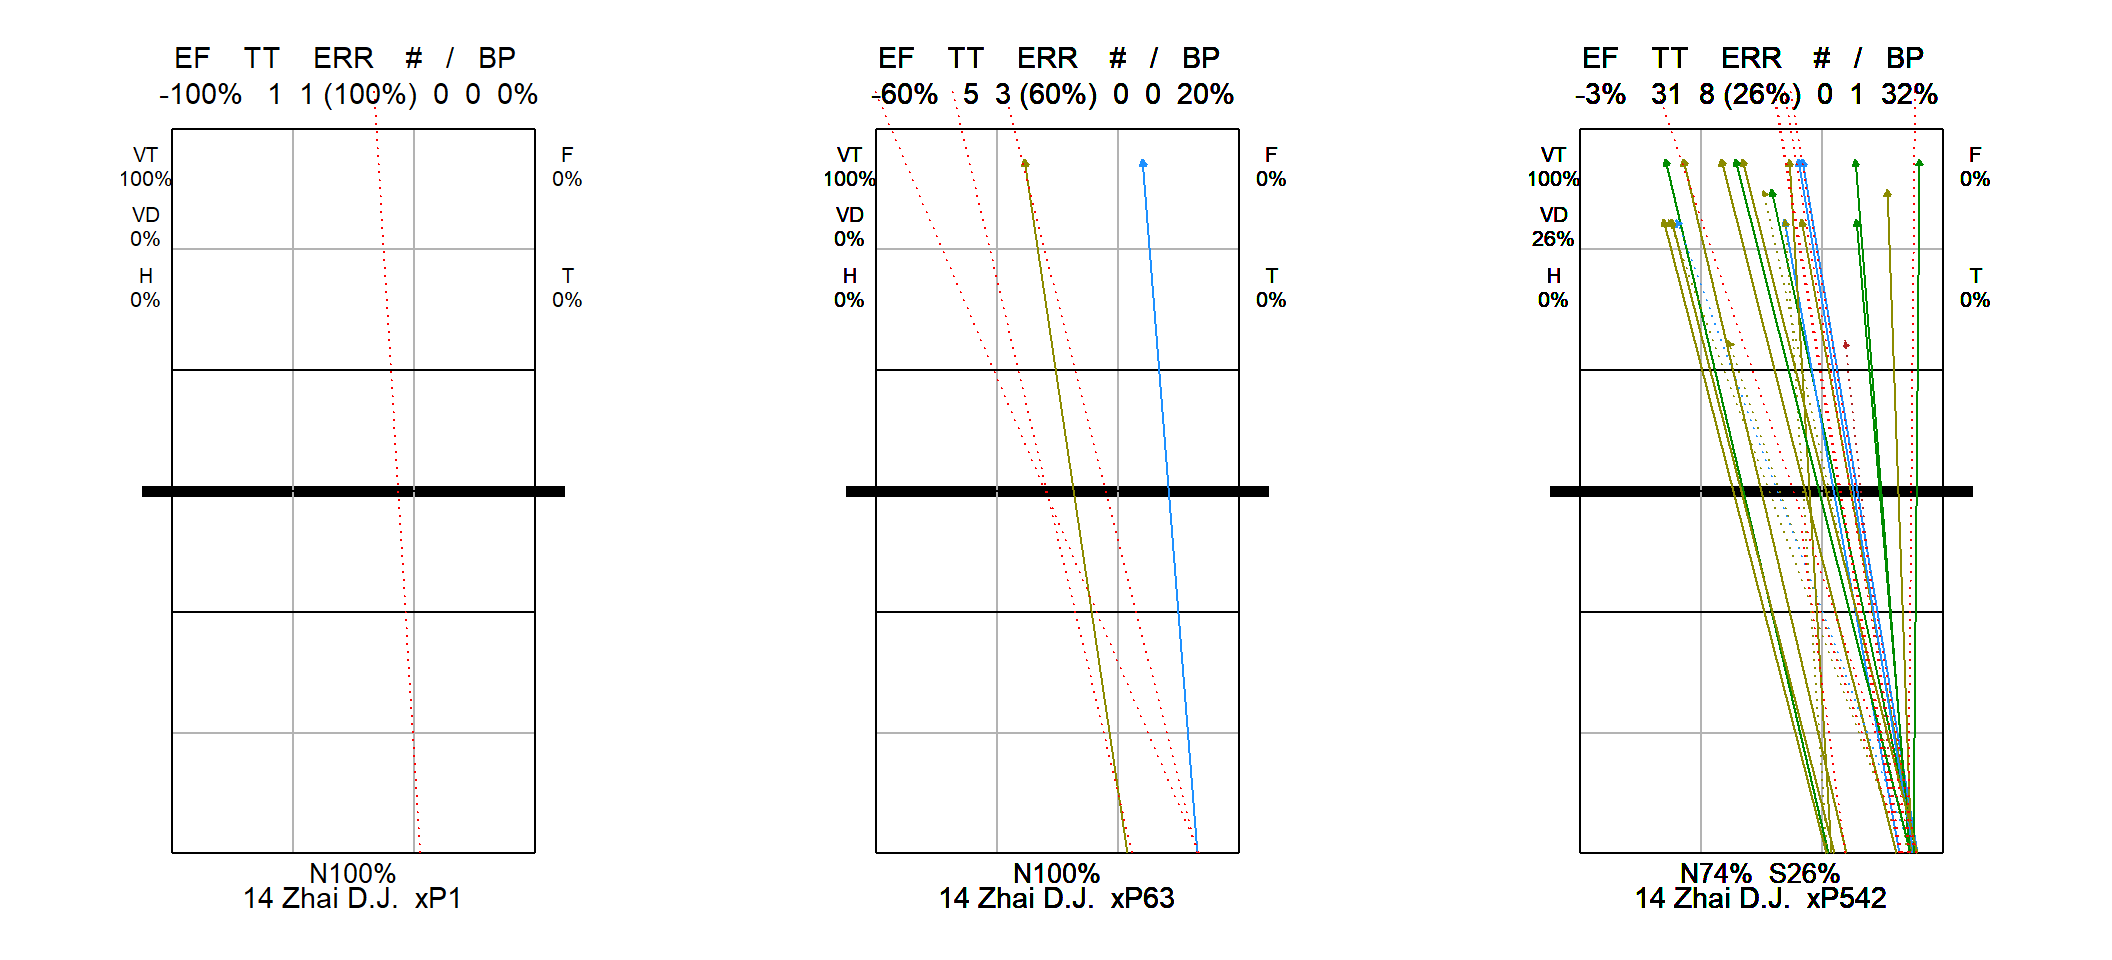 EF TT ERR # / BP
-100% 1 1 (100%) 0 0 0%
VT
100%
VD
0%
H
0%
F
0%
T
0%
N100%
14 Zhai D.J. xP1
EF TT ERR # / BP
-60% 5 3 (60%) 0 0 20%
VT
100%
VD
0%
H
0%
F
0%
T
0%
N100%
14 Zhai D.J. xP63
EF TT ERR # / BP
-3% 31 8 (26%) 0 1 32%
VT
100%
VD
26%
H
0%
F
0%
T
0%
N74% S26%
14 Zhai D.J. xP542